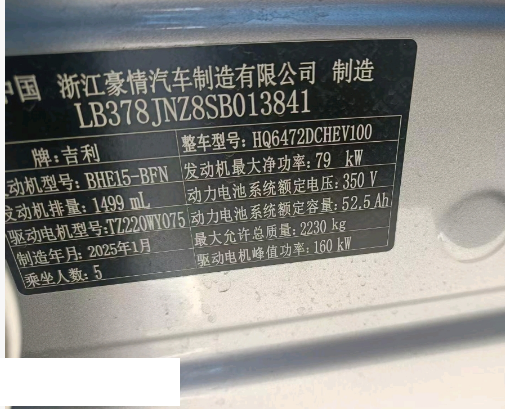 中国 浙江豪情汽车制造有限公司 制造
LB378JNZ8SB013841
牌:吉利 整车型号:HQ6472DCHEV100
动机型号:BHE15-BFN 发动机最大净功率:79 kW
发动机排量:1499 mL 动力电池系统额定电压:350 V
驱动电机型号:TZ220WY075 动力电池系统额定容量:52.5 Ah
制造年月:2025年1月 最大允许总质量:2230 kg
乘坐人数:5 驱动电机峰值功率:160 kW